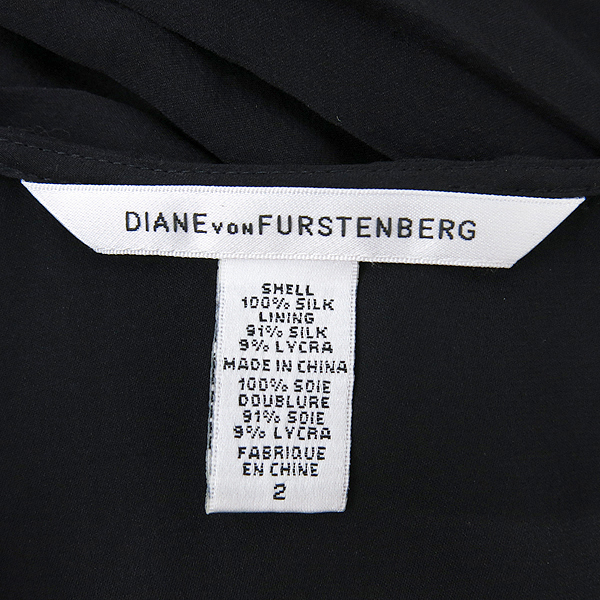 DIANE VON FURSTENBERG
SHELL
100% SILK
LINING
91% SILK
9% LYCRA
MADE IN CHINA
100% SOIE
DOUBLURE
91% SOIE
9% LYCRA
FABRIQUE
EN CHINE
2